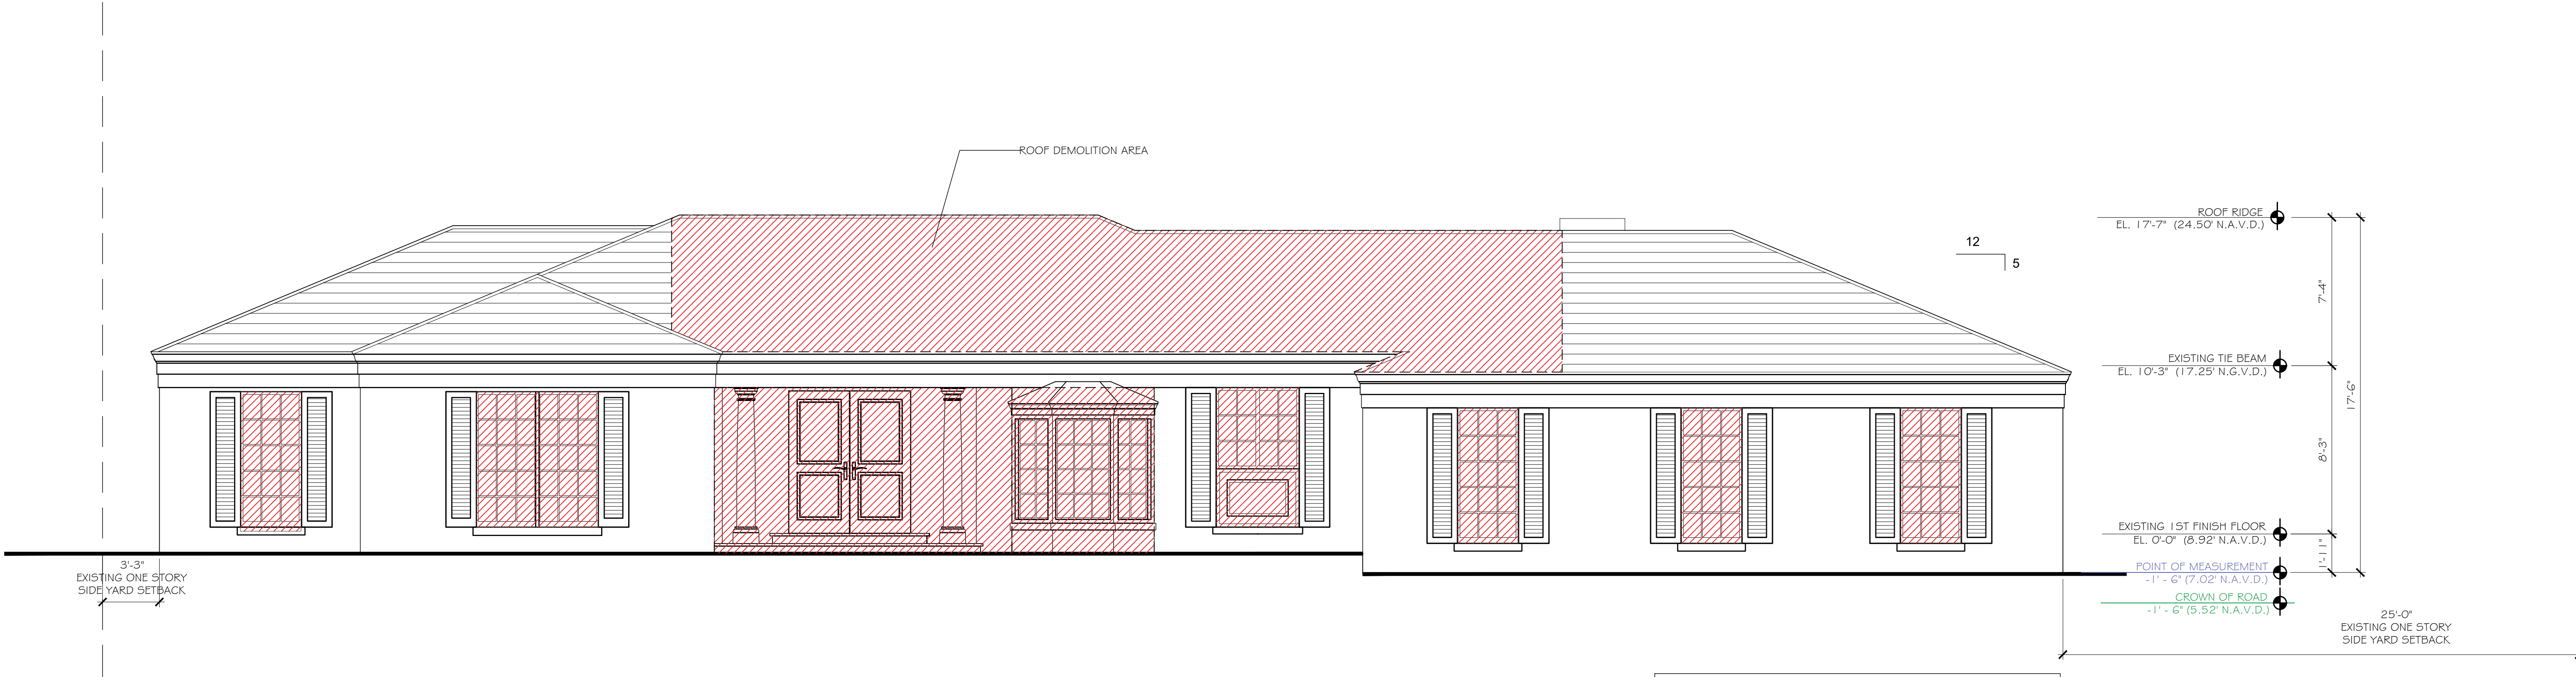 ROOF DEMOLITION AREA
ROOF RIDGE
EL. 17'-7" (24.50' N.A.V.D.)
12
5
7'-4"
EXISTING TIE BEAM
EL. 10'-3" (17.25' N.G.V.D.)
17'-6"
8'-3"
EXISTING 1ST FINISH FLOOR
EL. 0'-0" (8.92' N.A.V.D.)
1'-11"
POINT OF MEASUREMENT
-1' - 6" (7.02' N.A.V.D.)
CROWN OF ROAD
-1' - 6" (5.52' N.A.V.D.)
3'-3"
EXISTING ONE STORY
SIDE YARD SETBACK
25'-0"
EXISTING ONE STORY
SIDE YARD SETBACK